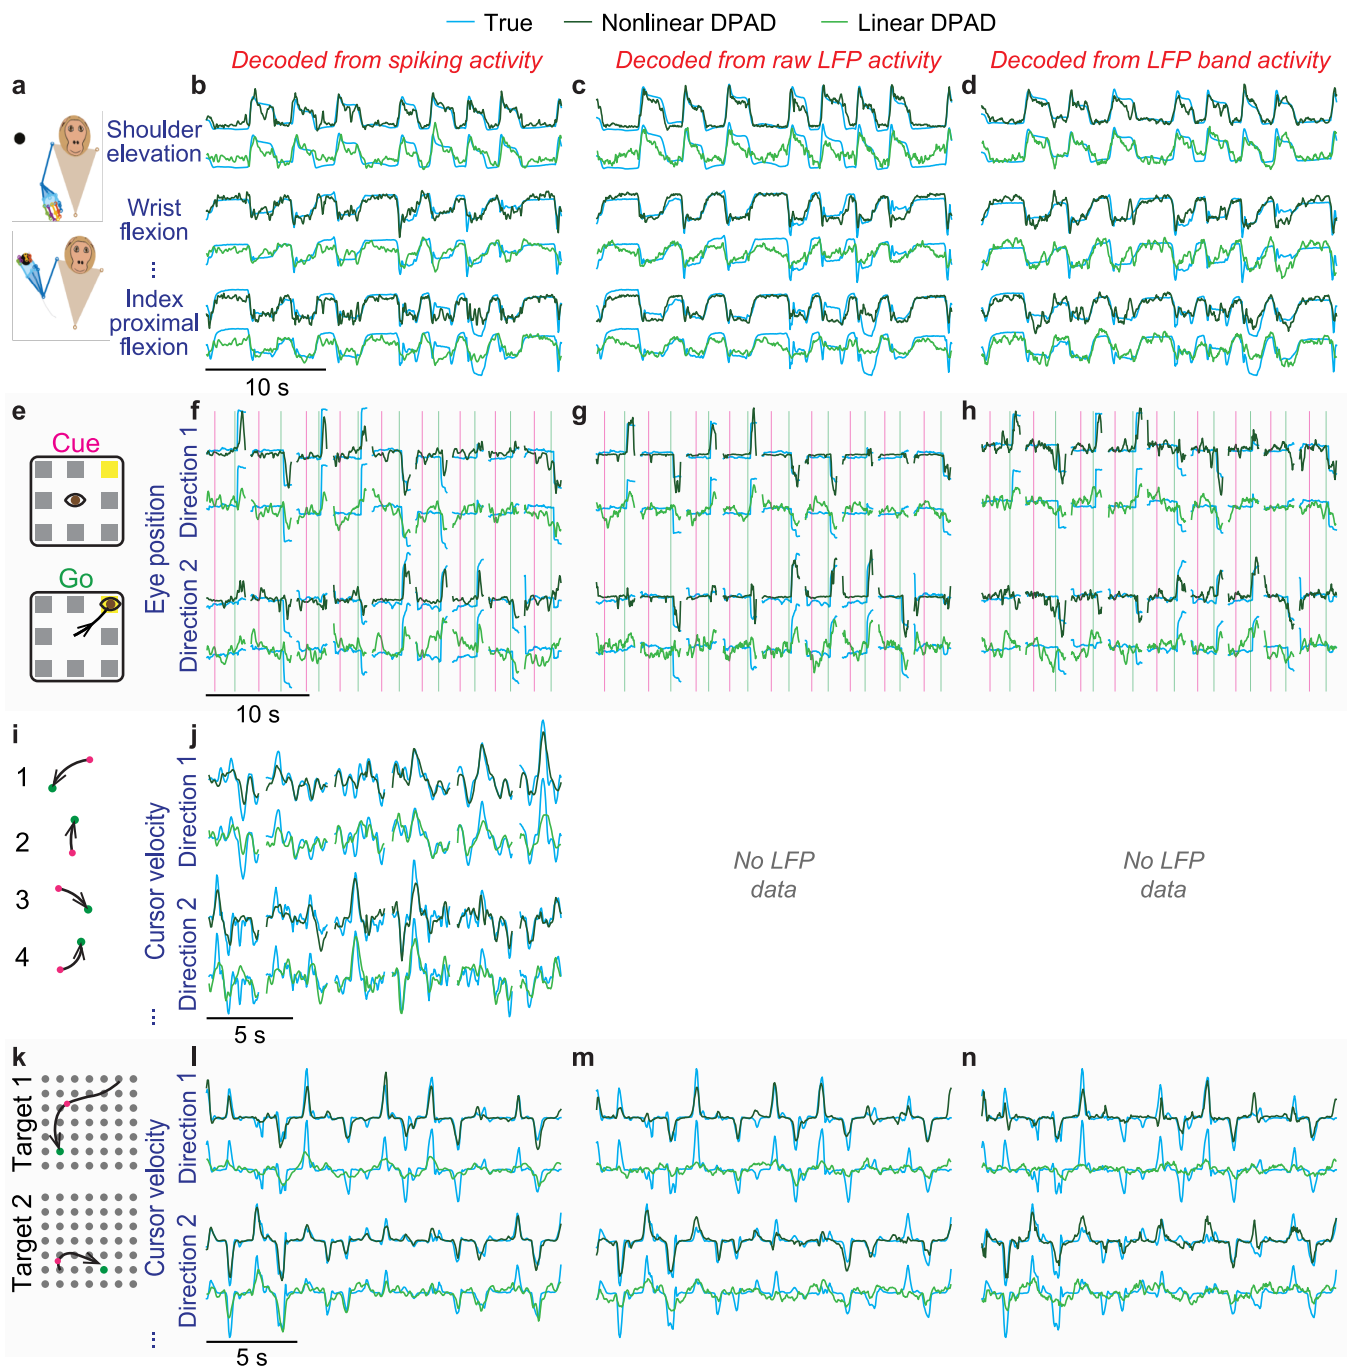 True Nonlinear DPAD Linear DPAD
Decoded from spiking activity Decoded from raw LFP activity Decoded from LFP band activity
a b c d
Shoulder
elevation
Wrist
flexion
...
Index
proximal
flexion
10 s
e f g h
Cue
Go
Eye position
Direction 1
Direction 2
10 s
i j
1
2
3
4
Cursor velocity
Direction 1
Direction 2
...
5 s
No LFP
data
No LFP
data
k l m n
Target 1
Target 2
Cursor velocity
Direction 1
Direction 2
...
5 s